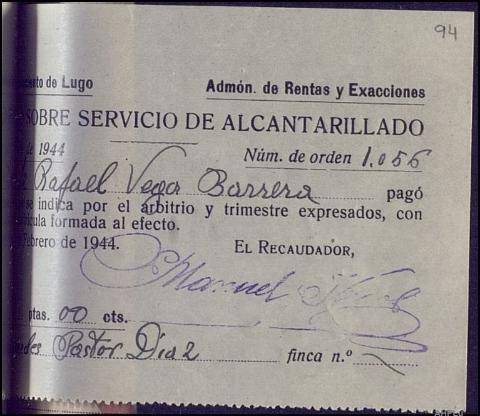 94
de Lugo
Admón. de Rentas y Exacciones
SOBRE SERVICIO DE ALCANTARILLADO
de 1944
Núm. de orden 1.056
Rafael Vega Barrera pagó
se indica por el arbitrio y trimestre expresados, con
formada al efecto.
Febrero de 1944.
EL RECAUDADOR,
Manuel
ptas. 00 cts.
Pastor Díaz finca n.º